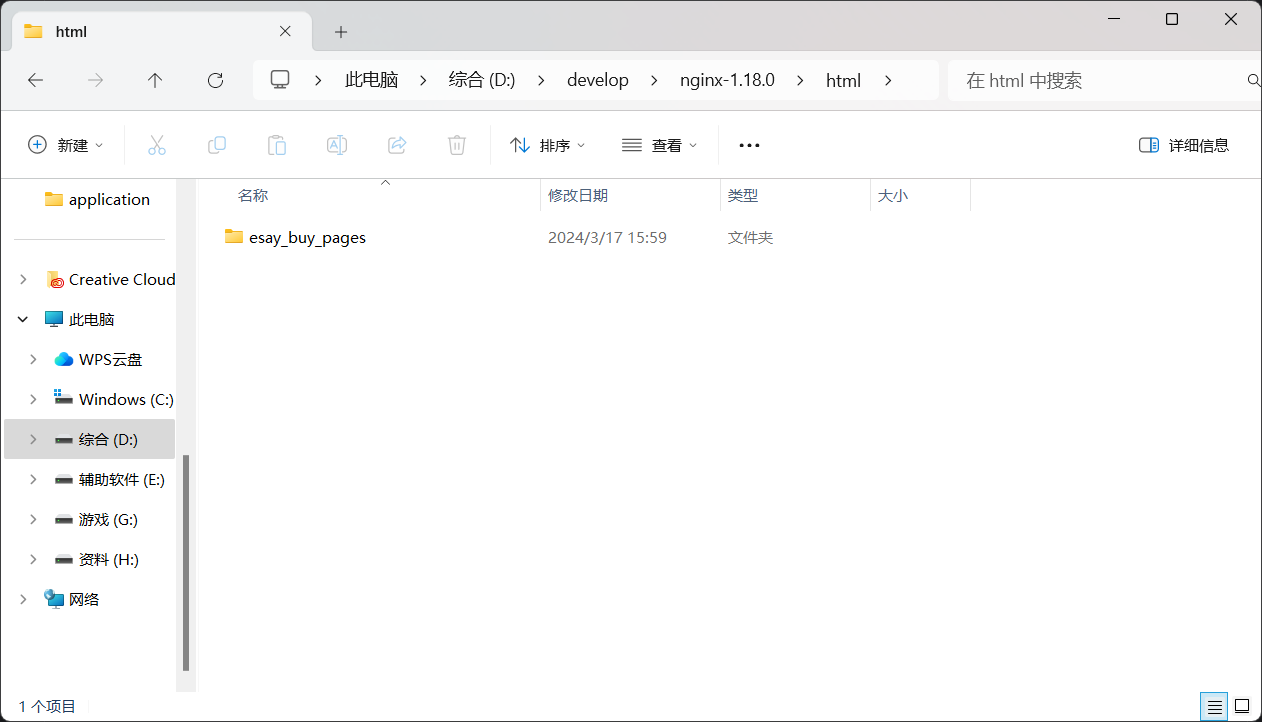 html
此电脑 综合 (D:) develop nginx-1.18.0 html 在 html 中搜索
新建 排序 查看 详细信息
application
名称 修改日期 类型 大小
esay_buy_pages 2024/3/17 15:59 文件夹
Creative Cloud
此电脑
WPS云盘
Windows (C:)
综合 (D:)
辅助软件 (E:)
游戏 (G:)
资料 (H:)
网络
1 个项目